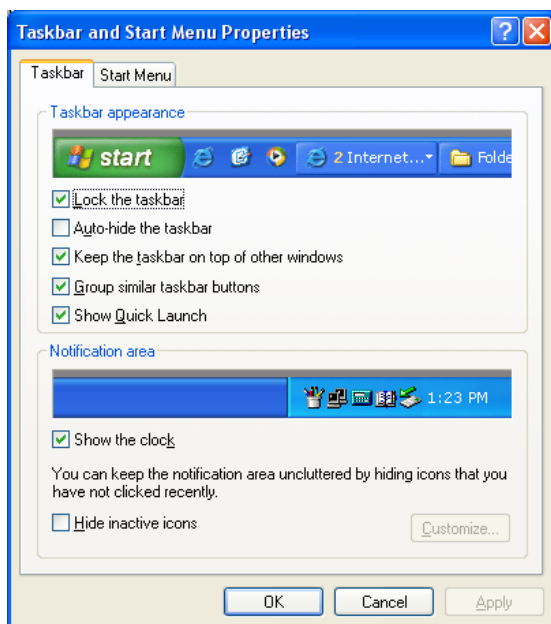 Taskbar and Start Menu Properties
Taskbar Start Menu
Taskbar appearance
start 2 Internet... Folde
Lock the taskbar
Auto-hide the taskbar
Keep the taskbar on top of other windows
Group similar taskbar buttons
Show Quick Launch
Notification area
1:23 PM
Show the clock
You can keep the notification area uncluttered by hiding icons that you
have not clicked recently.
Hide inactive icons Customize...
OK Cancel Apply